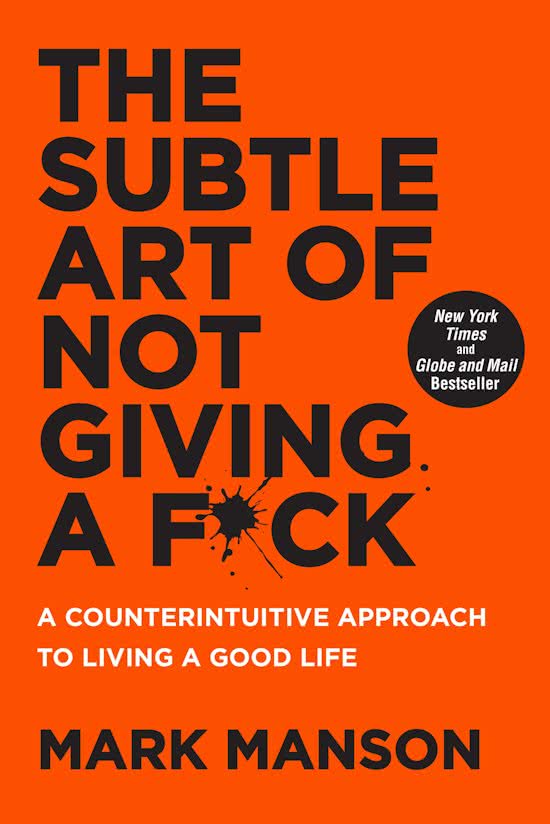 THE
SUBTLE
ART OF
NOT
GIVING
A F*CK
New York
Times
and
Globe and Mail
Bestseller
A COUNTERINTUITIVE APPROACH
TO LIVING A GOOD LIFE
MARK MANSON